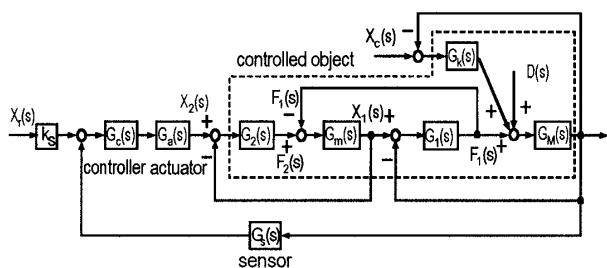 X_c(s) −
controlled object
G_k(s)
D(s)
X_r(s)
k_S
G_c(s)
G_a(s)
X_2(s)
+
−
G_2(s)
F_1(s)
−
+
F_2(s)
G_m(s)
X_1(s) +
−
G_1(s)
F_1(s)
+
+
+
G_M(s)
controller actuator
G_s(s)
sensor